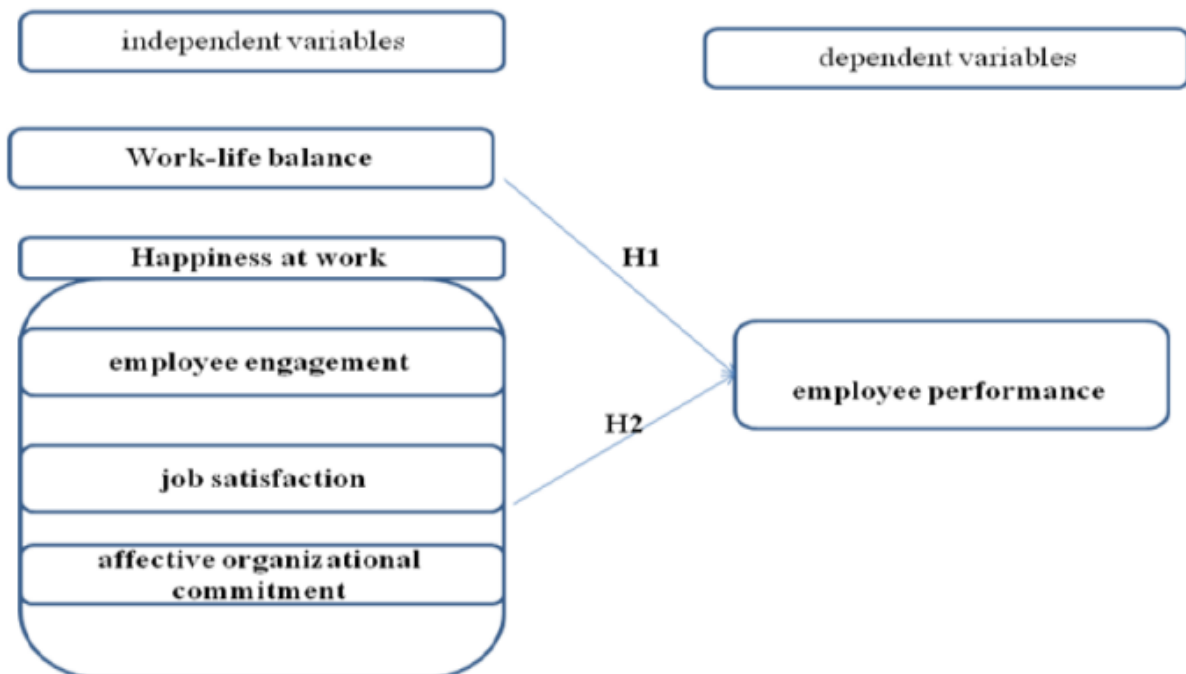 independent variables
dependent variables
Work-life balance
Happiness at work
H1
employee engagement
employee performance
H2
job satisfaction
affective organizational
commitment